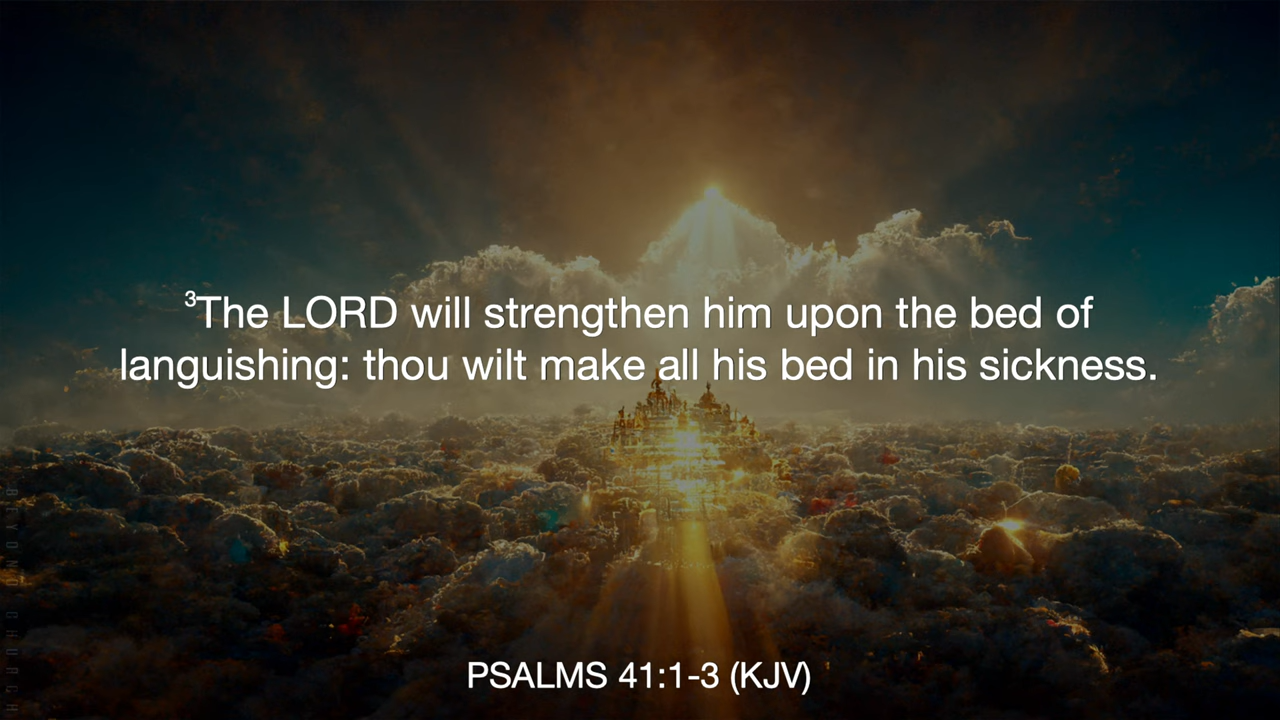 ³The LORD will strengthen him upon the bed of
languishing: thou wilt make all his bed in his sickness.
PSALMS 41:1-3 (KJV)
CHURCH